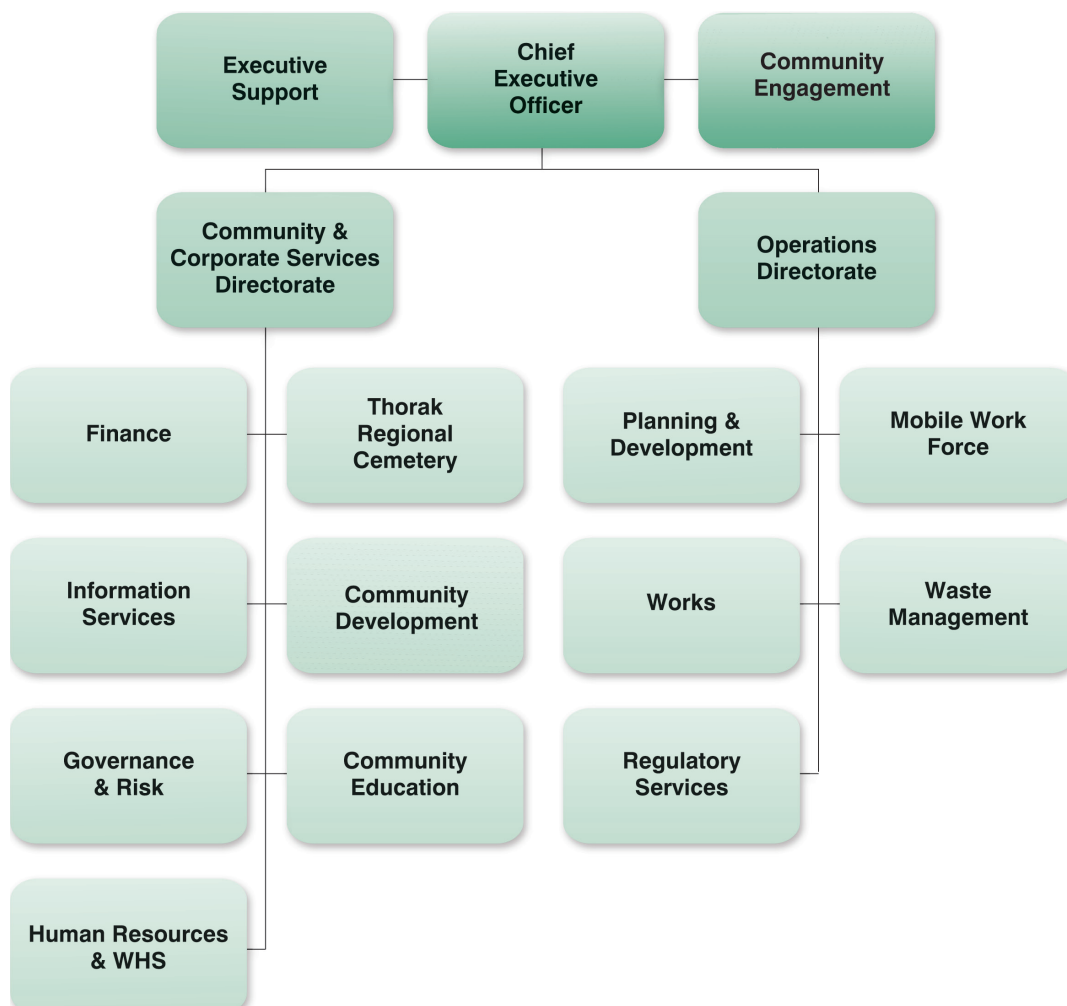 Executive
Support
Chief
Executive
Officer
Community
Engagement
Community &
Corporate Services
Directorate
Operations
Directorate
Finance
Thorak
Regional
Cemetery
Planning &
Development
Mobile Work
Force
Information
Services
Community
Development
Works
Waste
Management
Governance
& Risk
Community
Education
Regulatory
Services
Human Resources
& WHS